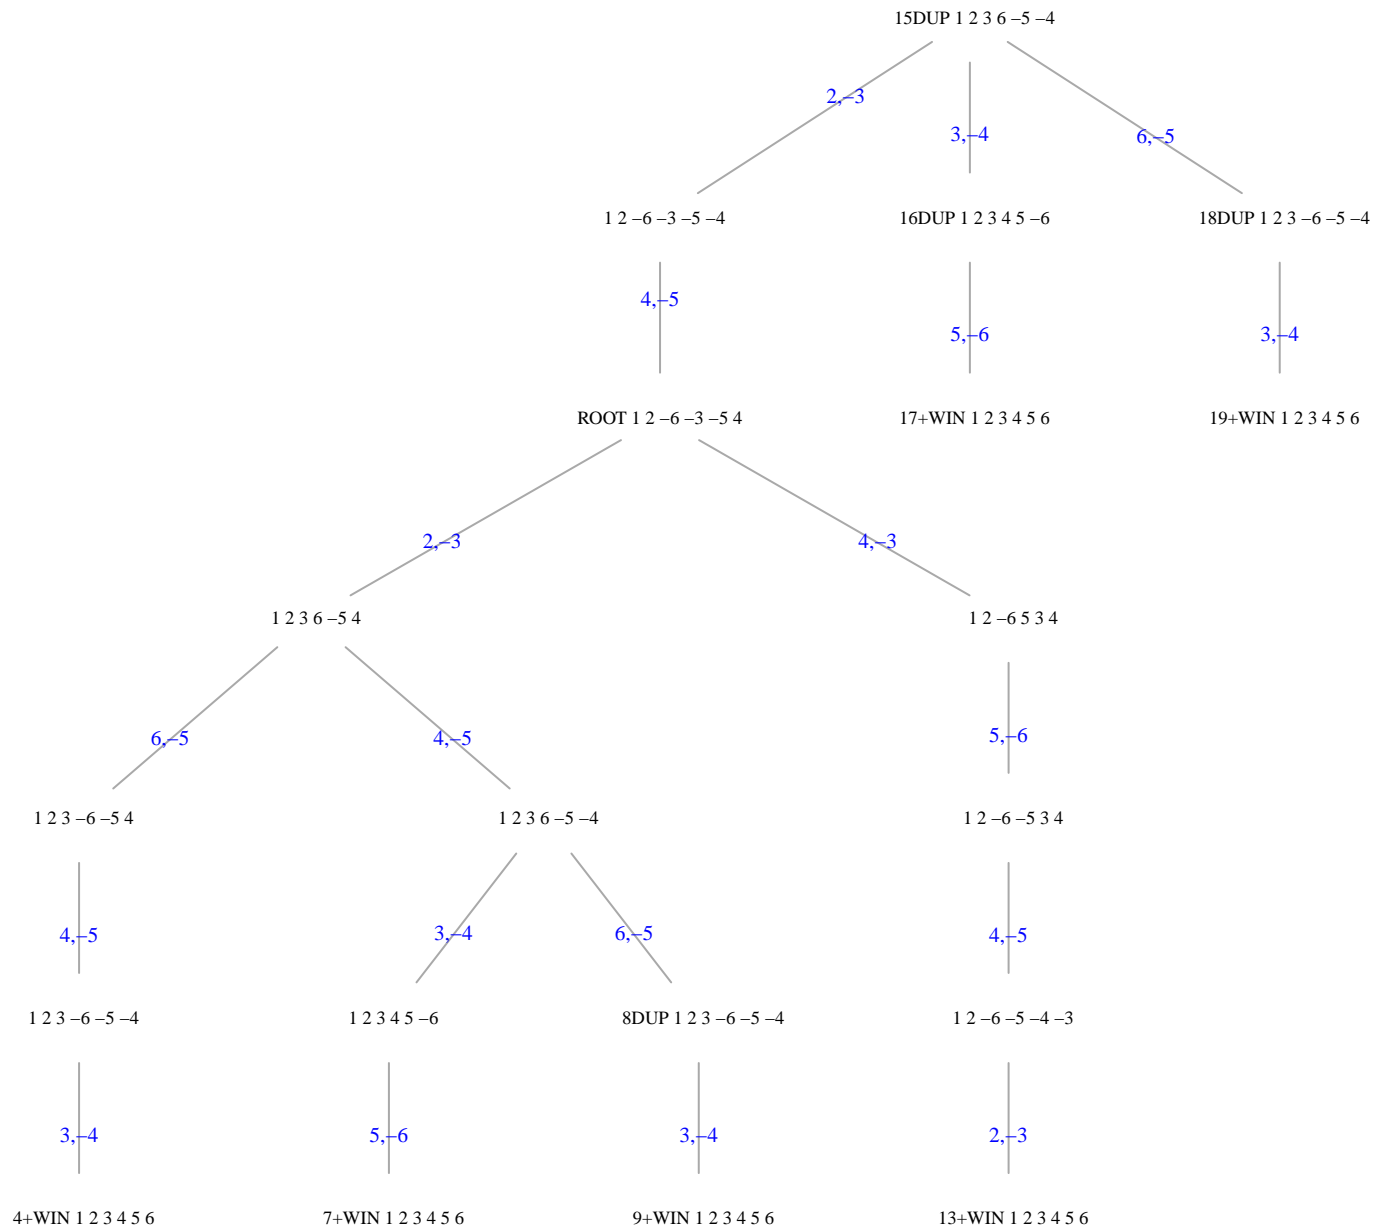 15DUP 1 2 3 6 –5 –4
2,–3
3,–4
6,–5
1 2 –6 –3 –5 –4
16DUP 1 2 3 4 5 –6
18DUP 1 2 3 –6 –5 –4
4,–5
5,–6
3,–4
ROOT 1 2 –6 –3 –5 4
17+WIN 1 2 3 4 5 6
19+WIN 1 2 3 4 5 6
2,–3
4,–3
1 2 3 6 –5 4
1 2 –6 5 3 4
6,–5
4,–5
5,–6
1 2 3 –6 –5 4
1 2 3 6 –5 –4
1 2 –6 –5 3 4
4,–5
3,–4
6,–5
4,–5
1 2 3 –6 –5 –4
1 2 3 4 5 –6
8DUP 1 2 3 –6 –5 –4
1 2 –6 –5 –4 –3
3,–4
5,–6
3,–4
2,–3
4+WIN 1 2 3 4 5 6
7+WIN 1 2 3 4 5 6
9+WIN 1 2 3 4 5 6
13+WIN 1 2 3 4 5 6